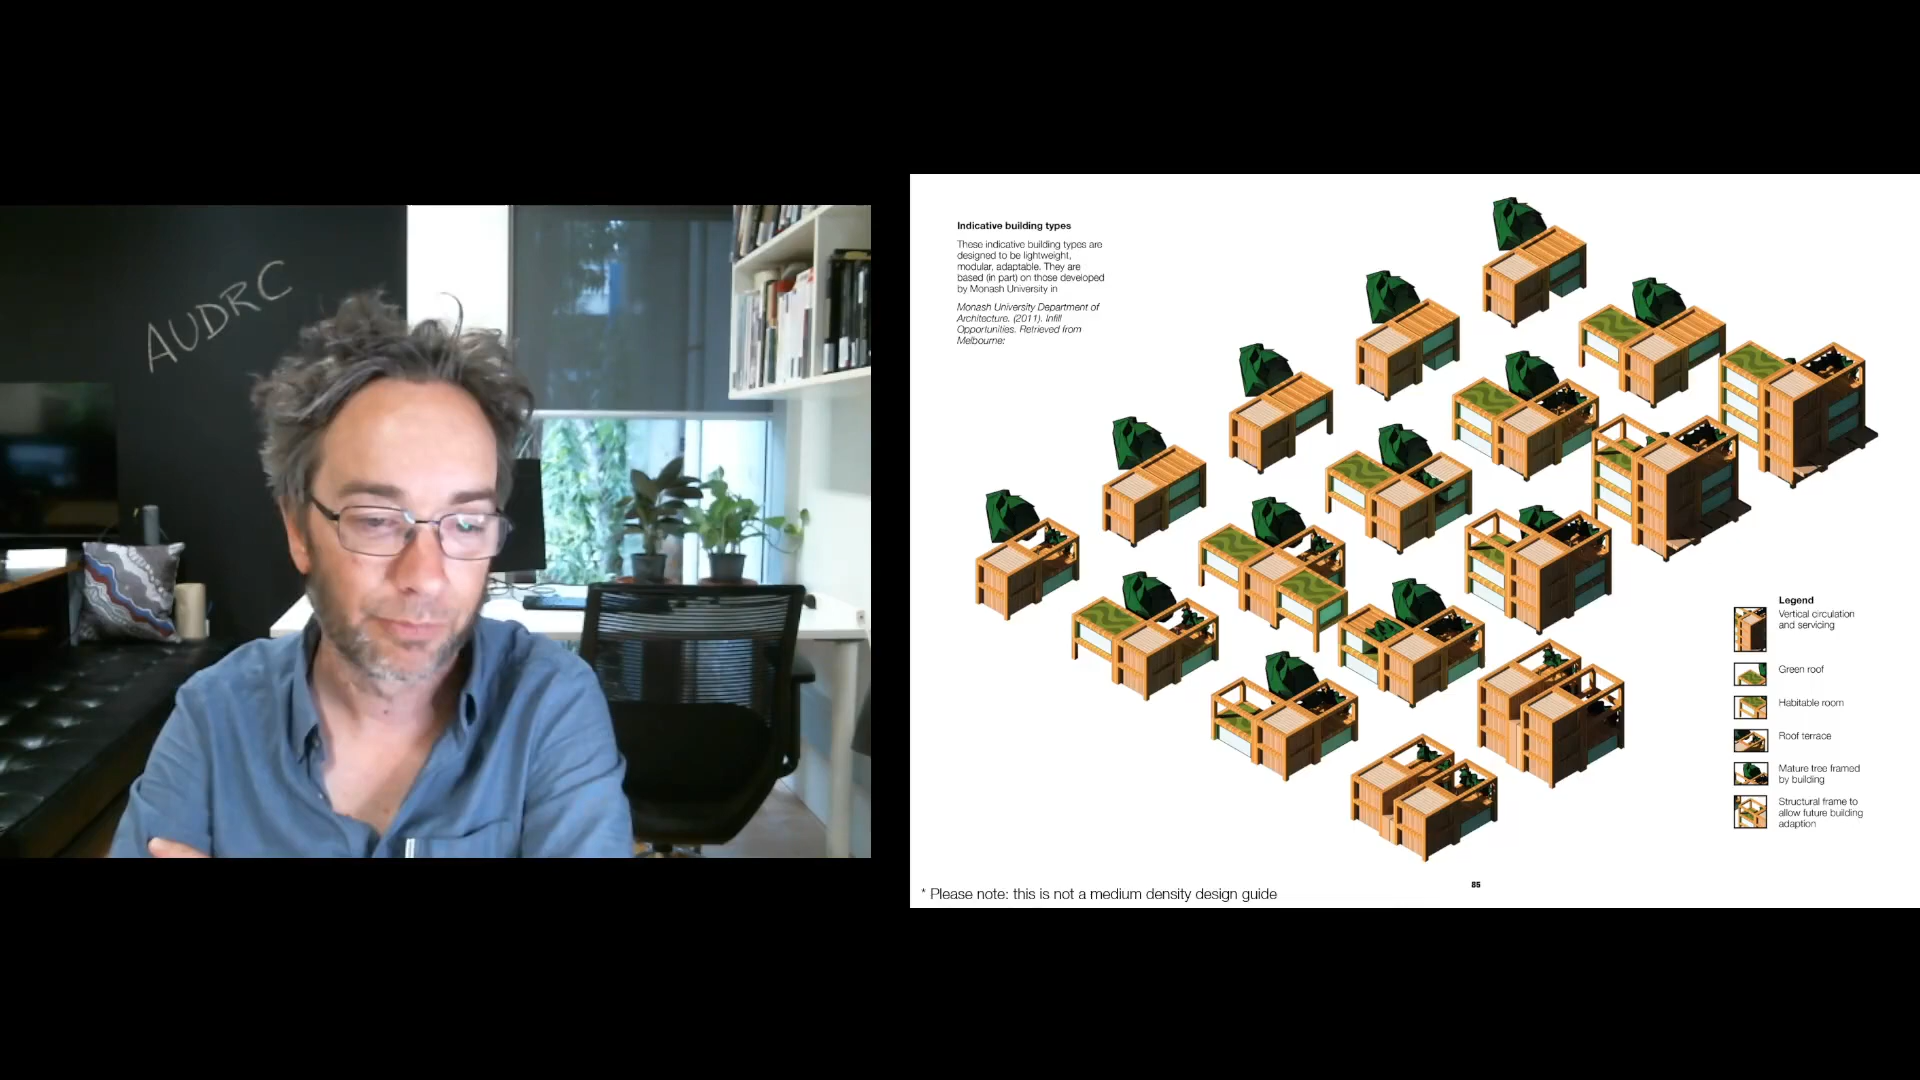 AUDRC
Indicative building types
These indicative building types are
designed to be lightweight,
modular, adaptable. They are
based (in part) on those developed
by Monash University in
Monash University Department of
Architecture. (2011). Infill
Opportunities. Retrieved from
Melbourne:
Legend
Vertical circulation
and servicing
Green roof
Habitable room
Roof terrace
Mature tree framed
by building
Structural frame to
allow future building
adaption
85
* Please note: this is not a medium density design guide